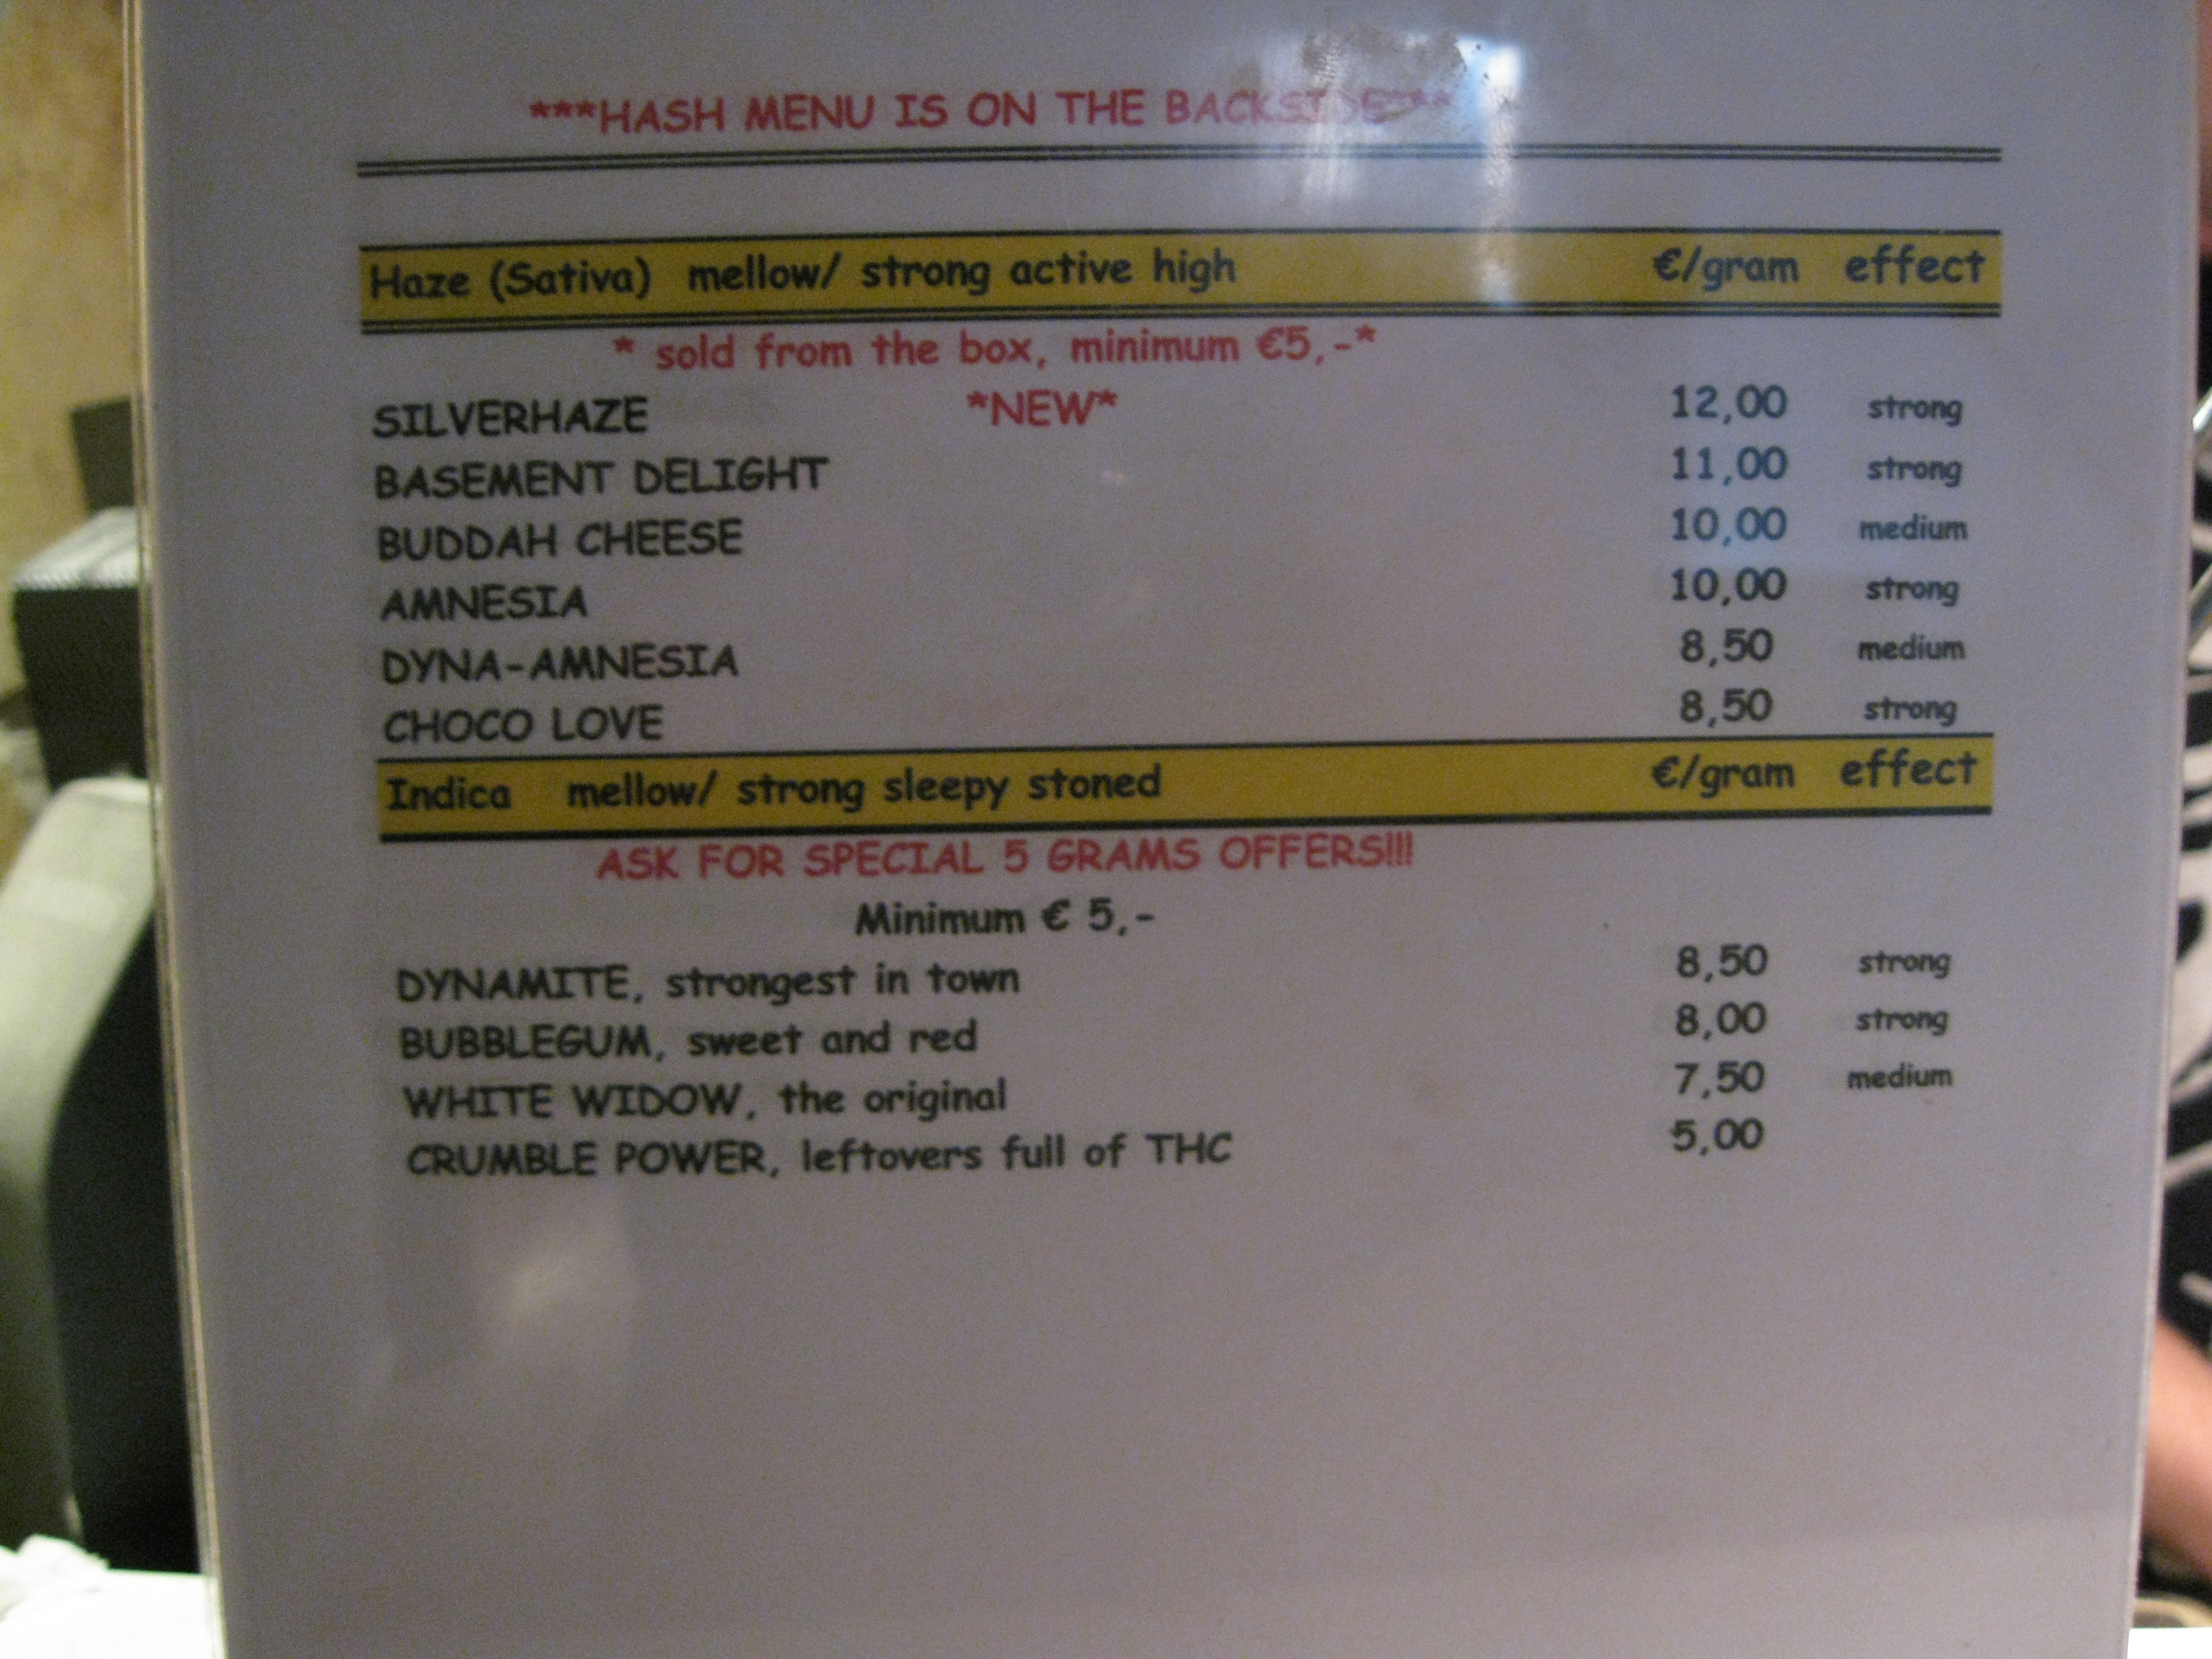 ***HASH MENU IS ON THE BACKSIDE***
Haze (Sativa) mellow/ strong active high €/gram effect
* sold from the box, minimum €5,-*
SILVERHAZE *NEW* 12,00 strong
BASEMENT DELIGHT 11,00 strong
BUDDAH CHEESE 10,00 medium
AMNESIA 10,00 strong
DYNA-AMNESIA 8,50 medium
CHOCO LOVE 8,50 strong
Indica mellow/ strong sleepy stoned €/gram effect
ASK FOR SPECIAL 5 GRAMS OFFERS!!!
Minimum € 5,-
DYNAMITE, strongest in town 8,50 strong
BUBBLEGUM, sweet and red 8,00 strong
WHITE WIDOW, the original 7,50 medium
CRUMBLE POWER, leftovers full of THC 5,00